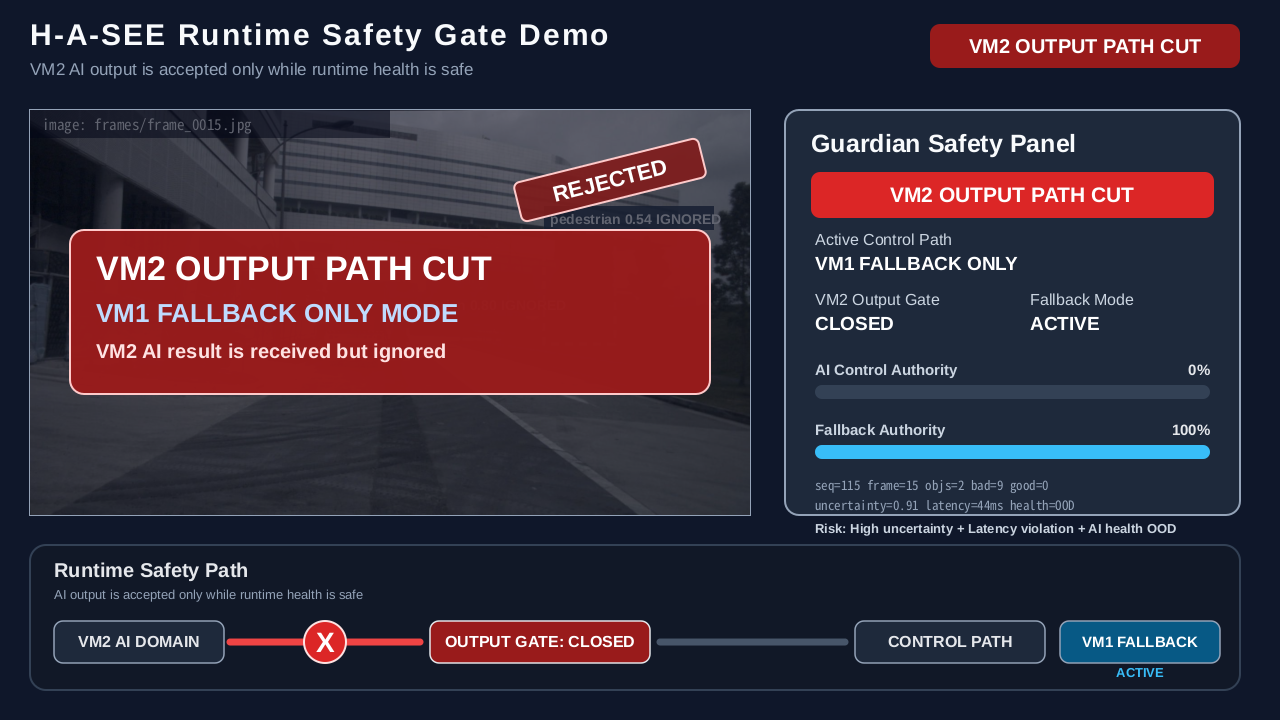 H-A-SEE Runtime Safety Gate Demo
VM2 AI output is accepted only while runtime health is safe
VM2 OUTPUT PATH CUT
image: frames/frame_0015.jpg
REJECTED
pedestrian 0.54 IGNORED
VM2 OUTPUT PATH CUT
VM1 FALLBACK ONLY MODE
VM2 AI result is received but ignored
Guardian Safety Panel
VM2 OUTPUT PATH CUT
Active Control Path
VM1 FALLBACK ONLY
VM2 Output Gate
CLOSED
Fallback Mode
ACTIVE
AI Control Authority 0%
Fallback Authority 100%
seq=115 frame=15 objs=2 bad=9 good=0
uncertainty=0.91 latency=44ms health=OOD
Risk: High uncertainty + Latency violation + AI health OOD
Runtime Safety Path
AI output is accepted only while runtime health is safe
VM2 AI DOMAIN
X
OUTPUT GATE: CLOSED
CONTROL PATH
VM1 FALLBACK
ACTIVE